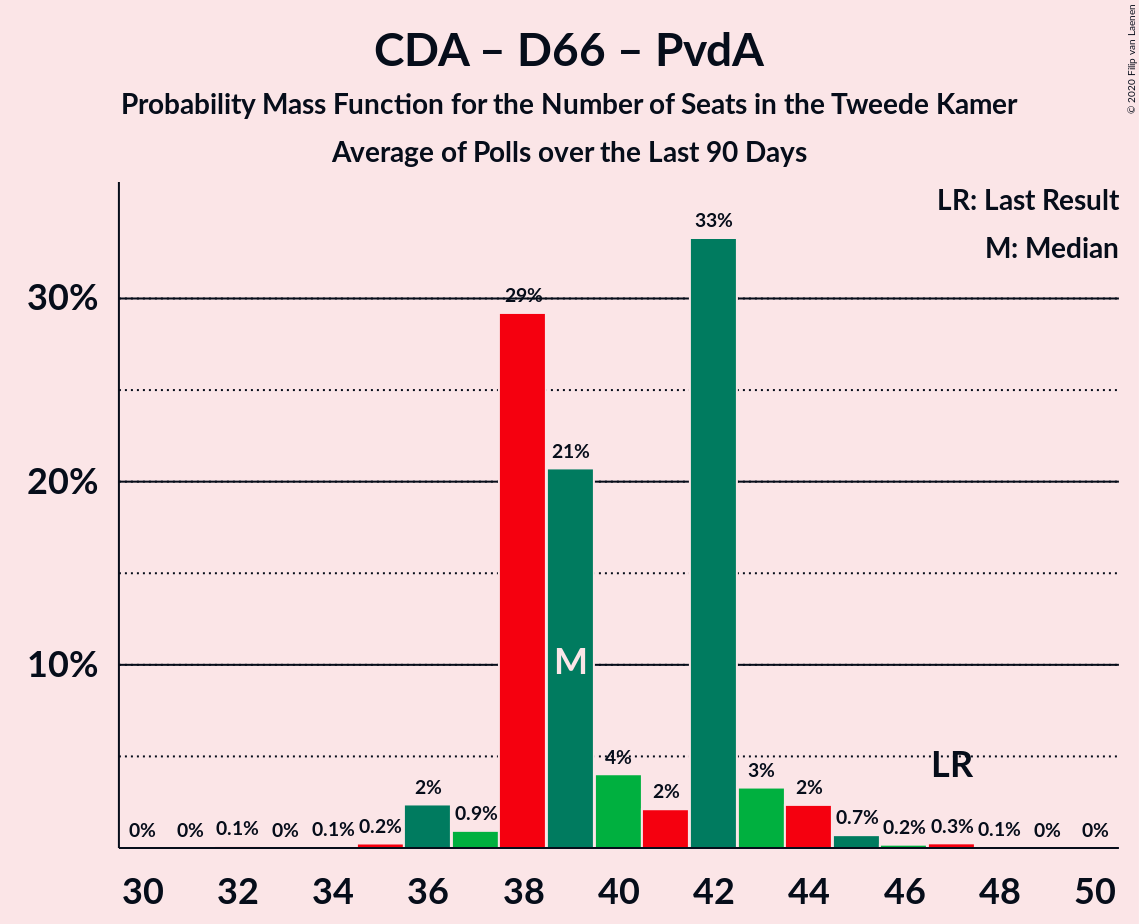 CDA – D66 – PvdA
Probability Mass Function for the Number of Seats in the Tweede Kamer
Average of Polls over the Last 90 Days
© 2020 Filip van Laenen
LR: Last Result
M: Median
33%
30%
29%
21%
20%
M
10%
LR
4%
3%
2%
2%
2%
0.9%
0.7%
0% 0% 0.1% 0% 0.1% 0.2% 0.2% 0.3% 0.1% 0% 0%
30 32 34 36 38 40 42 44 46 48 50